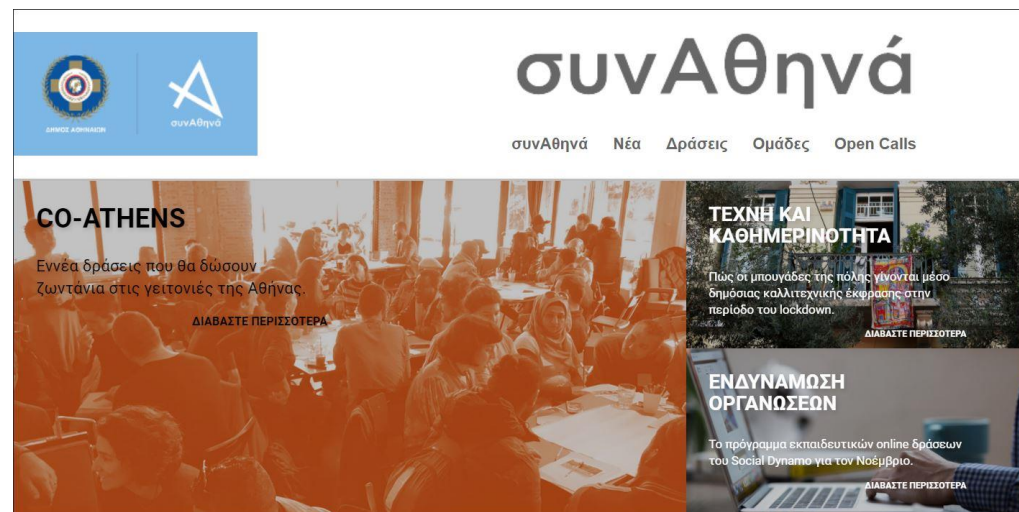 συνΑθηνά
ΔΗΜΟΣ ΑΘΗΝΑΙΩΝ
συνΑθηνά
συνΑθηνά Νέα Δράσεις Ομάδες Open Calls
CO-ATHENS
Εννέα δράσεις που θα δώσουν
ζωντάνια στις γειτονιές της Αθήνας.
ΔΙΑΒΑΣΤΕ ΠΕΡΙΣΣΟΤΕΡΑ
ΤΕΧΝΗ ΚΑΙ
ΚΑΘΗΜΕΡΙΝΟΤΗΤΑ
Πώς οι μπουγάδες της πόλης γίνονται μέσο
δημόσιας καλλιτεχνικής έκφρασης στην
περίοδο του lockdown.
ΔΙΑΒΑΣΤΕ ΠΕΡΙΣΣΟΤΕΡΑ
ΕΝΔΥΝΑΜΩΣΗ
ΟΡΓΑΝΩΣΕΩΝ
Το πρόγραμμα εκπαιδευτικών online δράσεων
του Social Dynamo για τον Νοέμβριο.
ΔΙΑΒΑΣΤΕ ΠΕΡΙΣΣΟΤΕΡΑ